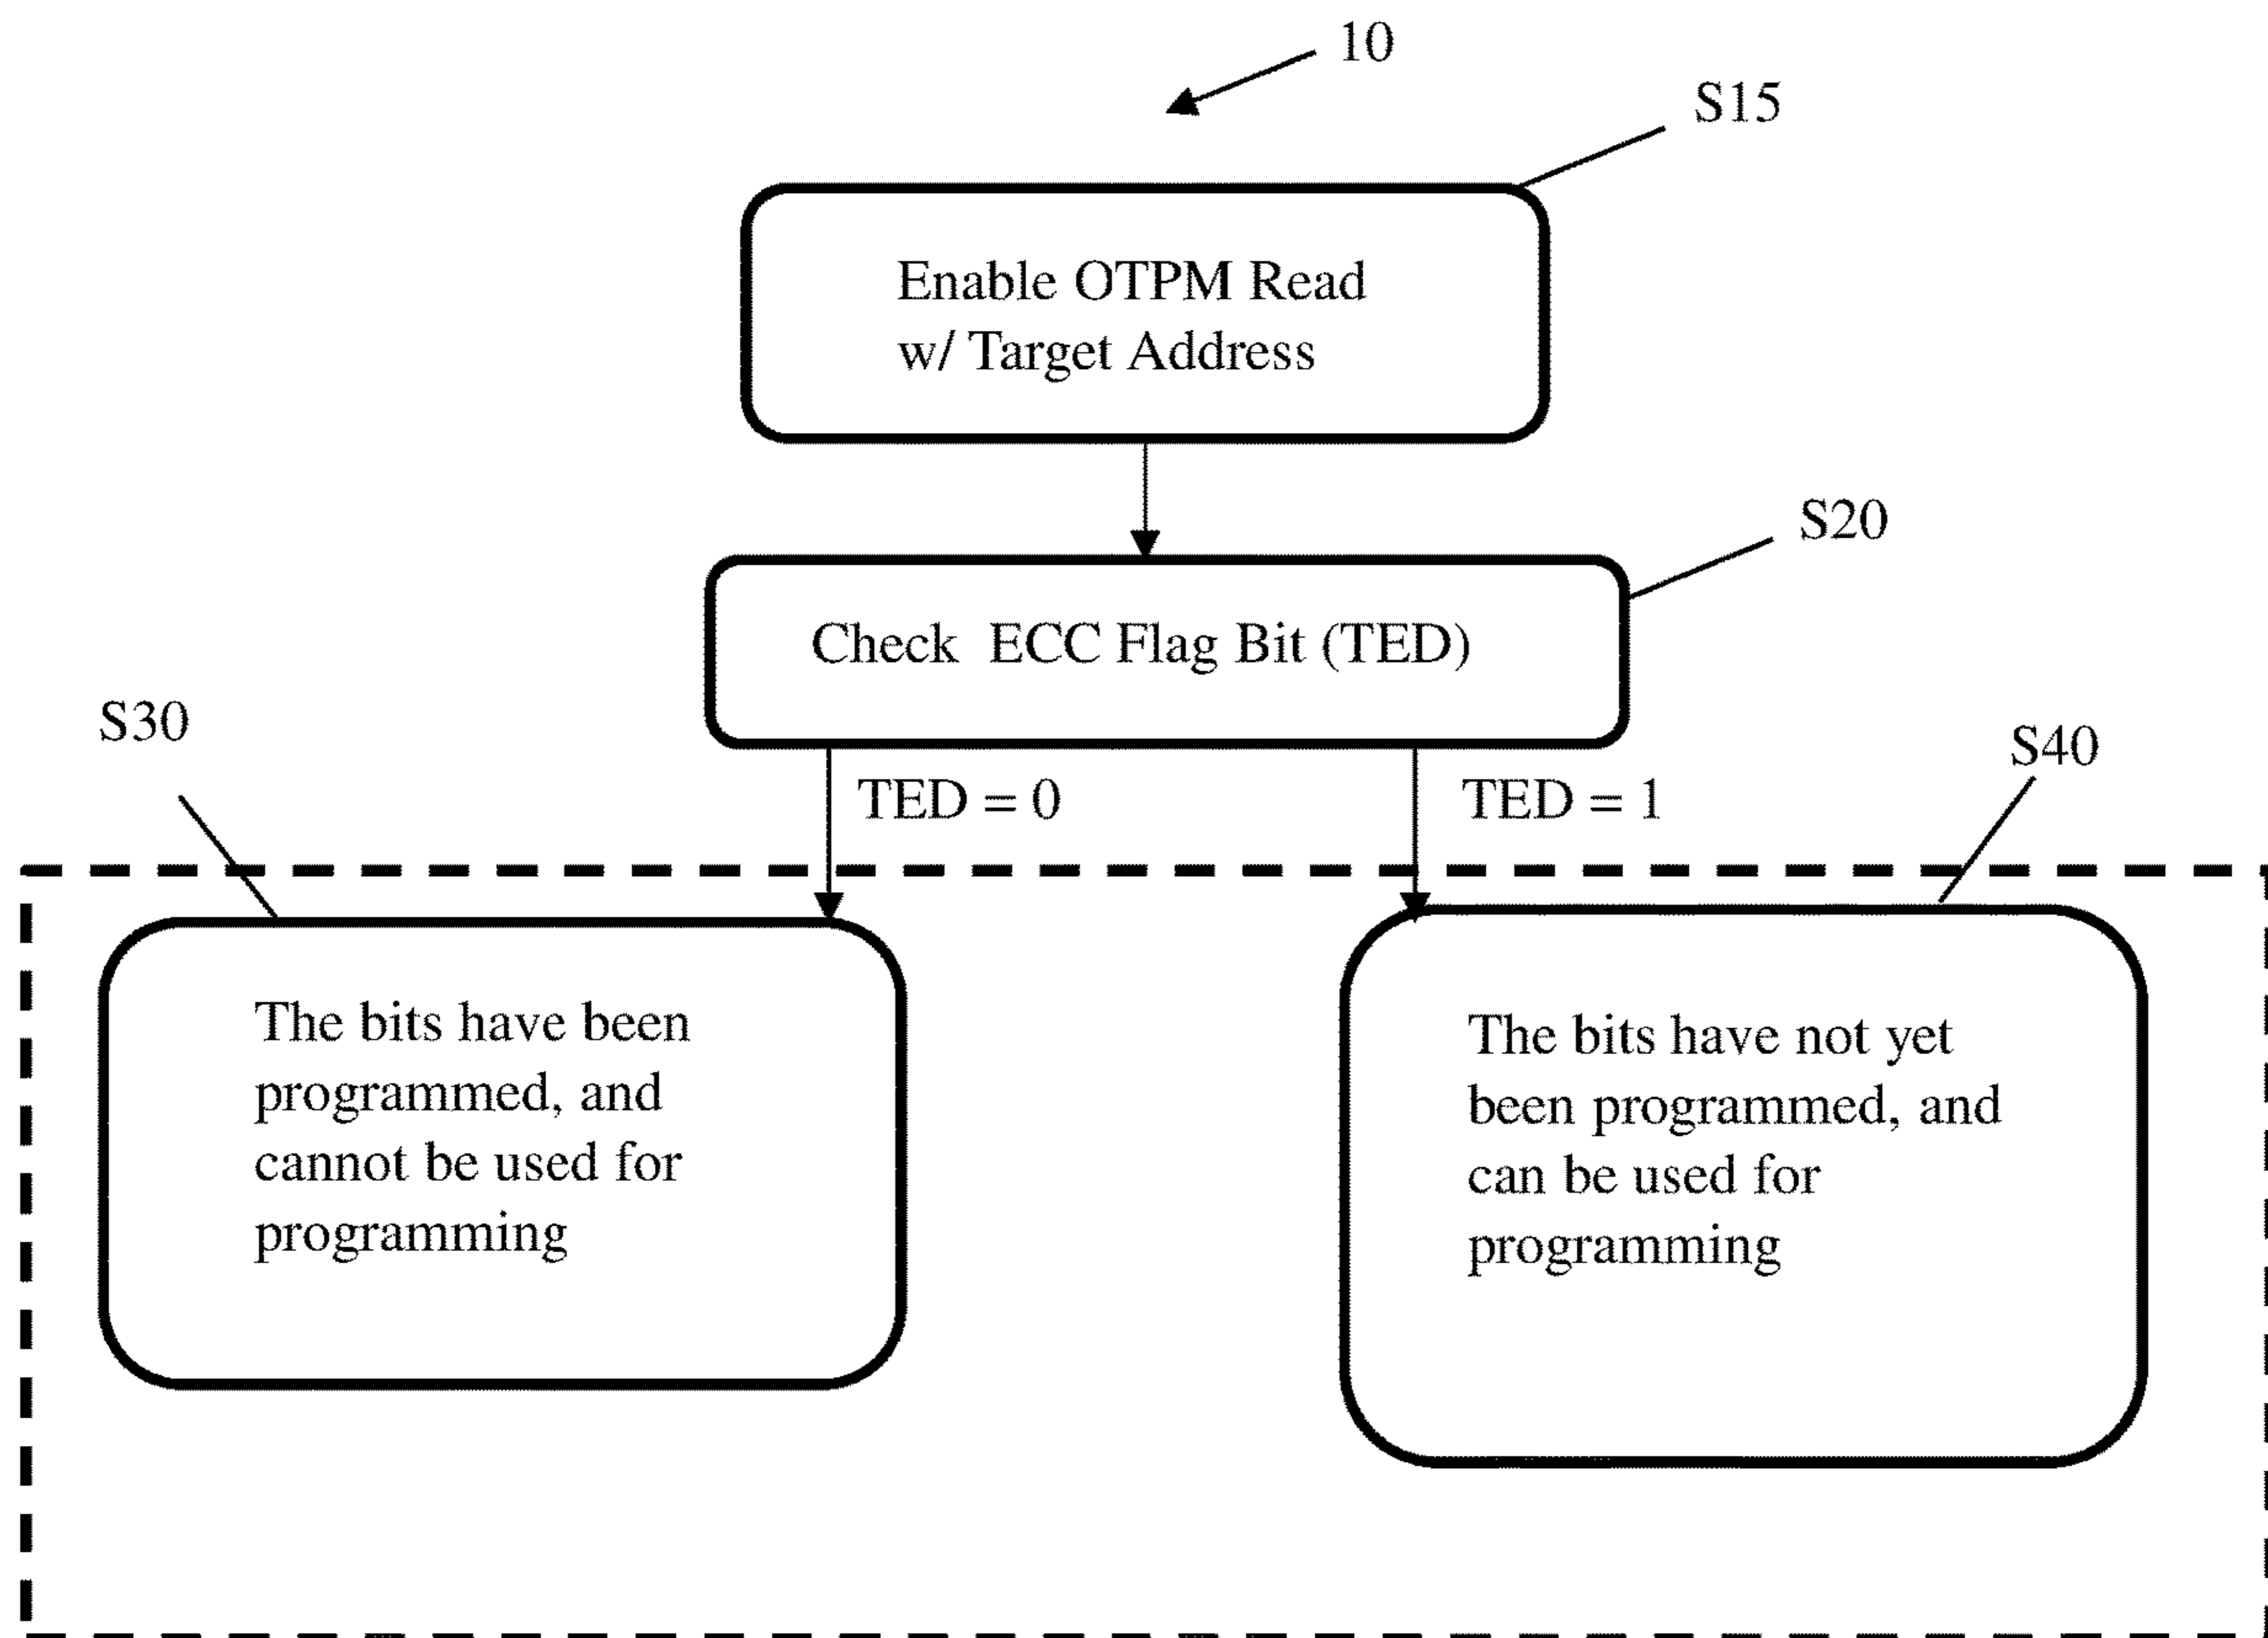 10
S15
Enable OTPM Read
w/ Target Address
S20
Check ECC Flag Bit (TED)
S30
S40
TED = 0
TED = 1
The bits have been
programmed, and
cannot be used for
programming
The bits have not yet
been programmed, and
can be used for
programming